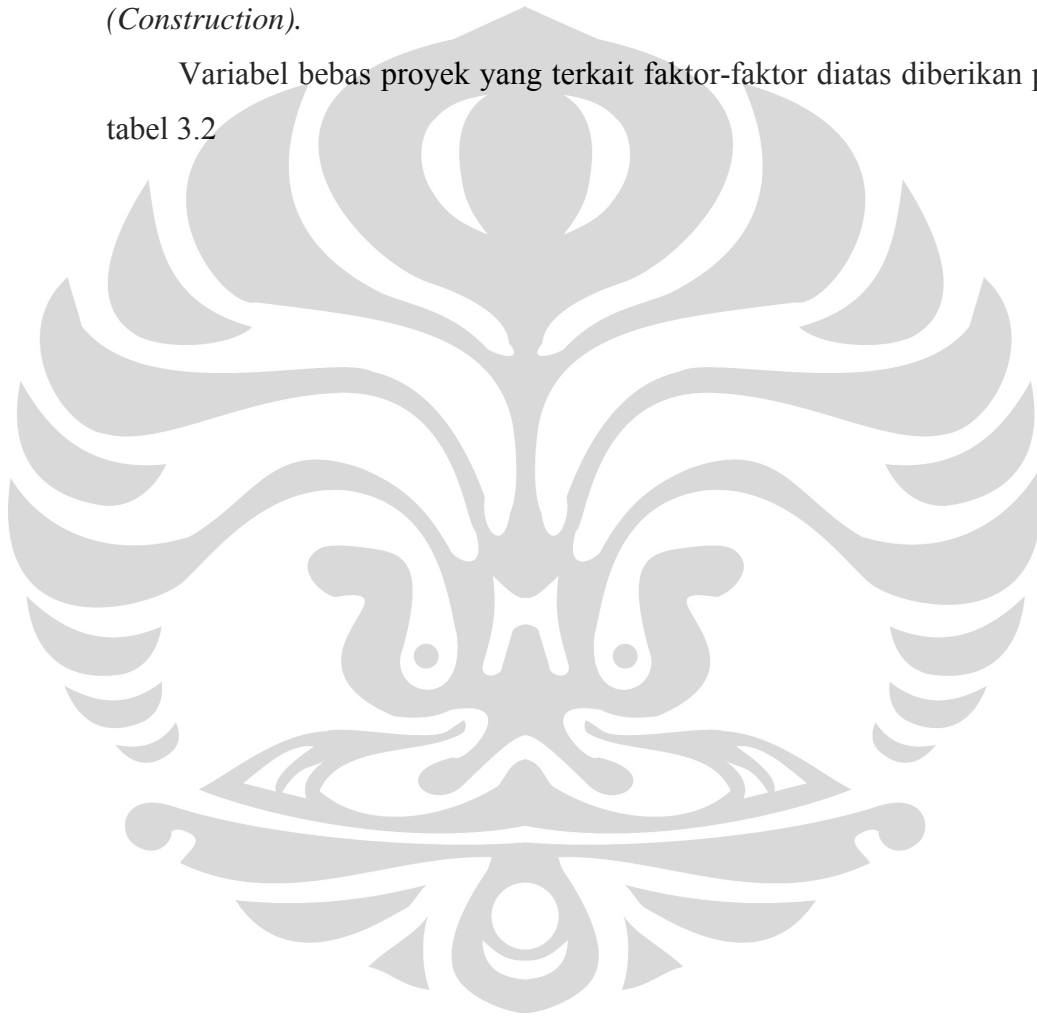 (Construction).
Variabel bebas proyek yang terkait faktor-faktor diatas diberikan
tabel 3.2